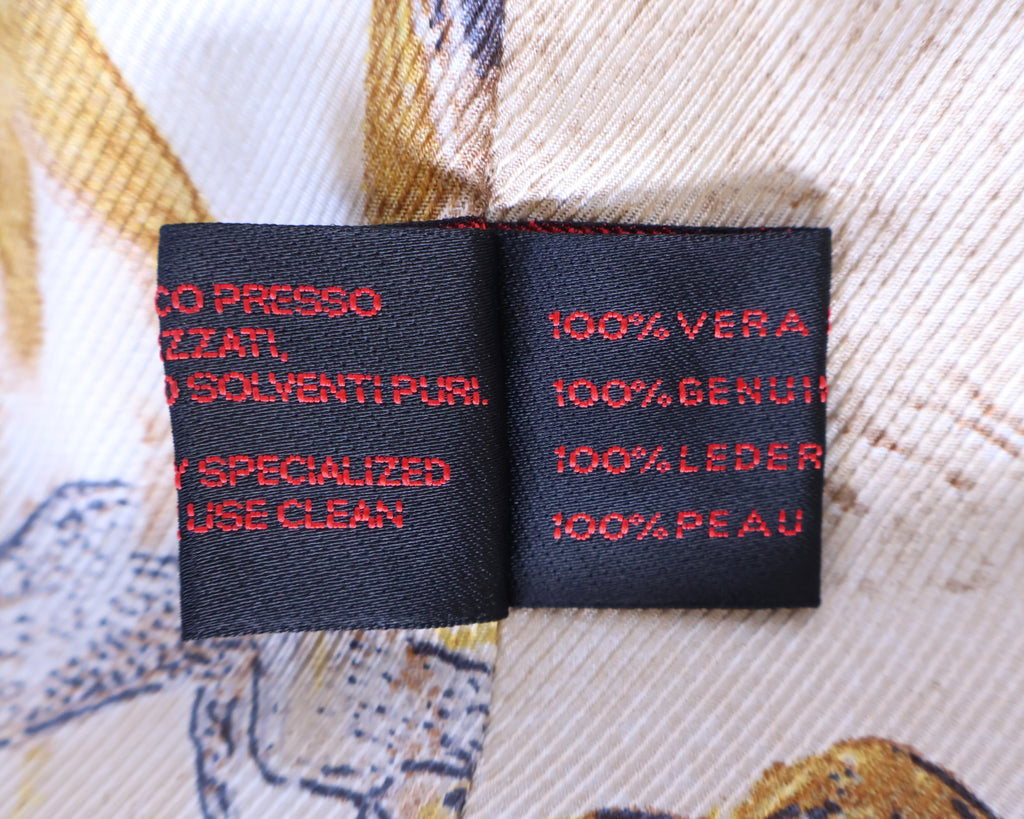 CO PRESSO
ZZATI,
O SOLVENTI PURI.
Y SPECIALIZED
USE CLEAN
100% VERA
100% GENUIN
100% LEDER
100% PEAU